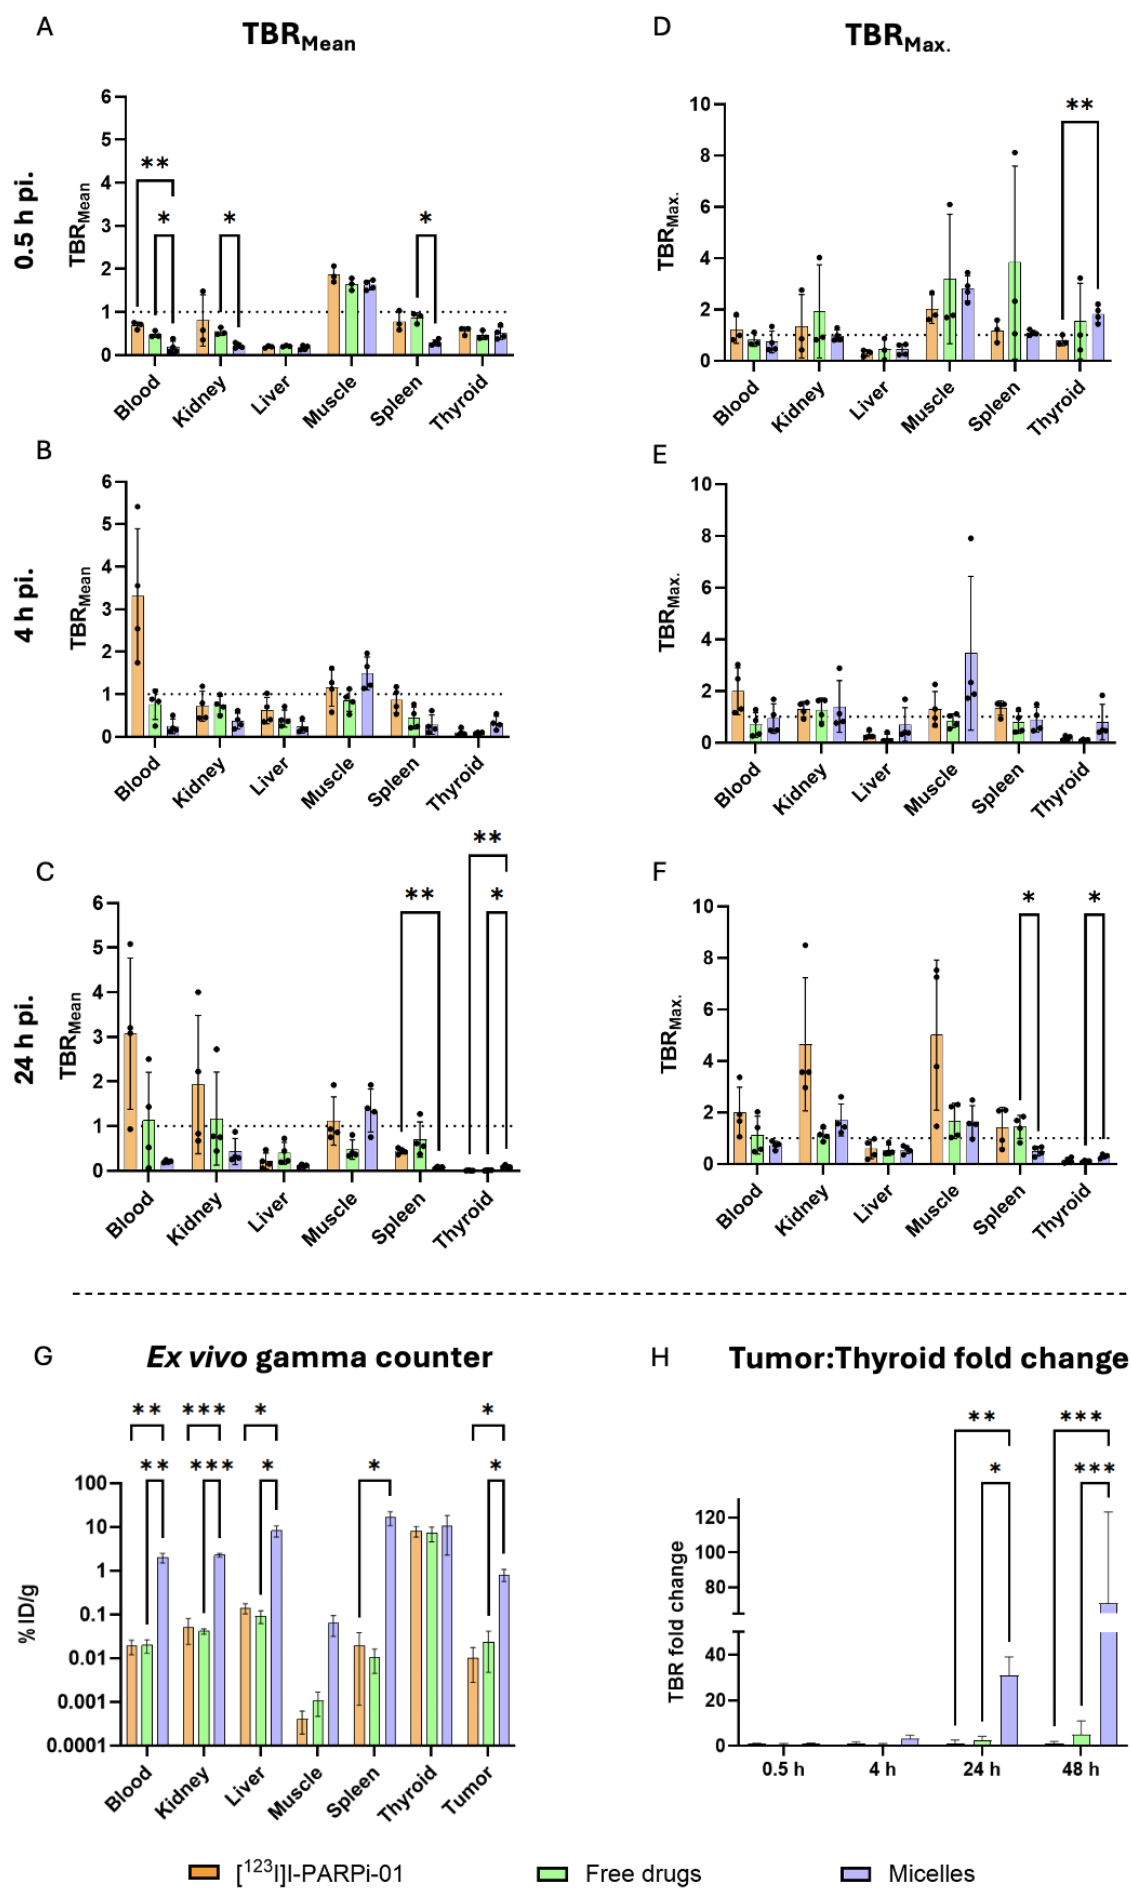 A
TBRMean
D
TBRMax.
0.5 h pi.
TBRMean
6
5
4
3
2
1
0
**
*
*
*
Blood
Kidney
Liver
Muscle
Spleen
Thyroid
TBRMax.
10
8
6
4
2
0
**
Blood
Kidney
Liver
Muscle
Spleen
Thyroid
B
E
4 h pi.
TBRMean
6
5
4
3
2
1
0
Blood
Kidney
Liver
Muscle
Spleen
Thyroid
TBRMax.
10
8
6
4
2
0
Blood
Kidney
Liver
Muscle
Spleen
Thyroid
C
F
24 h pi.
TBRMean
6
5
4
3
2
1
0
**
**
*
Blood
Kidney
Liver
Muscle
Spleen
Thyroid
TBRMax.
10
8
6
4
2
0
*
*
Blood
Kidney
Liver
Muscle
Spleen
Thyroid
G
Ex vivo gamma counter
H
Tumor:Thyroid fold change
% ID/g
100
10
1
0.1
0.01
0.001
0.0001
** *** * *
** *** * * *
Blood
Kidney
Liver
Muscle
Spleen
Thyroid
Tumor
TBR fold change
120
100
80
40
20
0
** ***
* ***
0.5 h
4 h
24 h
48 h
[123I]I-PARPi-01
Free drugs
Micelles